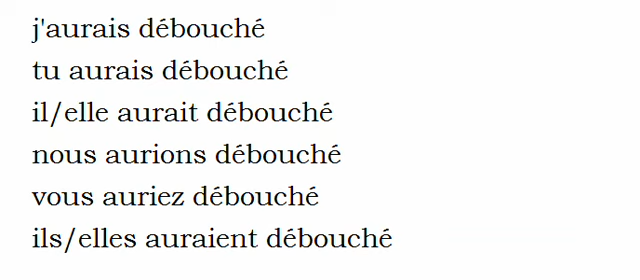 j'aurais débouché
tu aurais débouché
il/elle aurait débouché
nous aurions débouché
vous auriez débouché
ils/elles auraient débouché